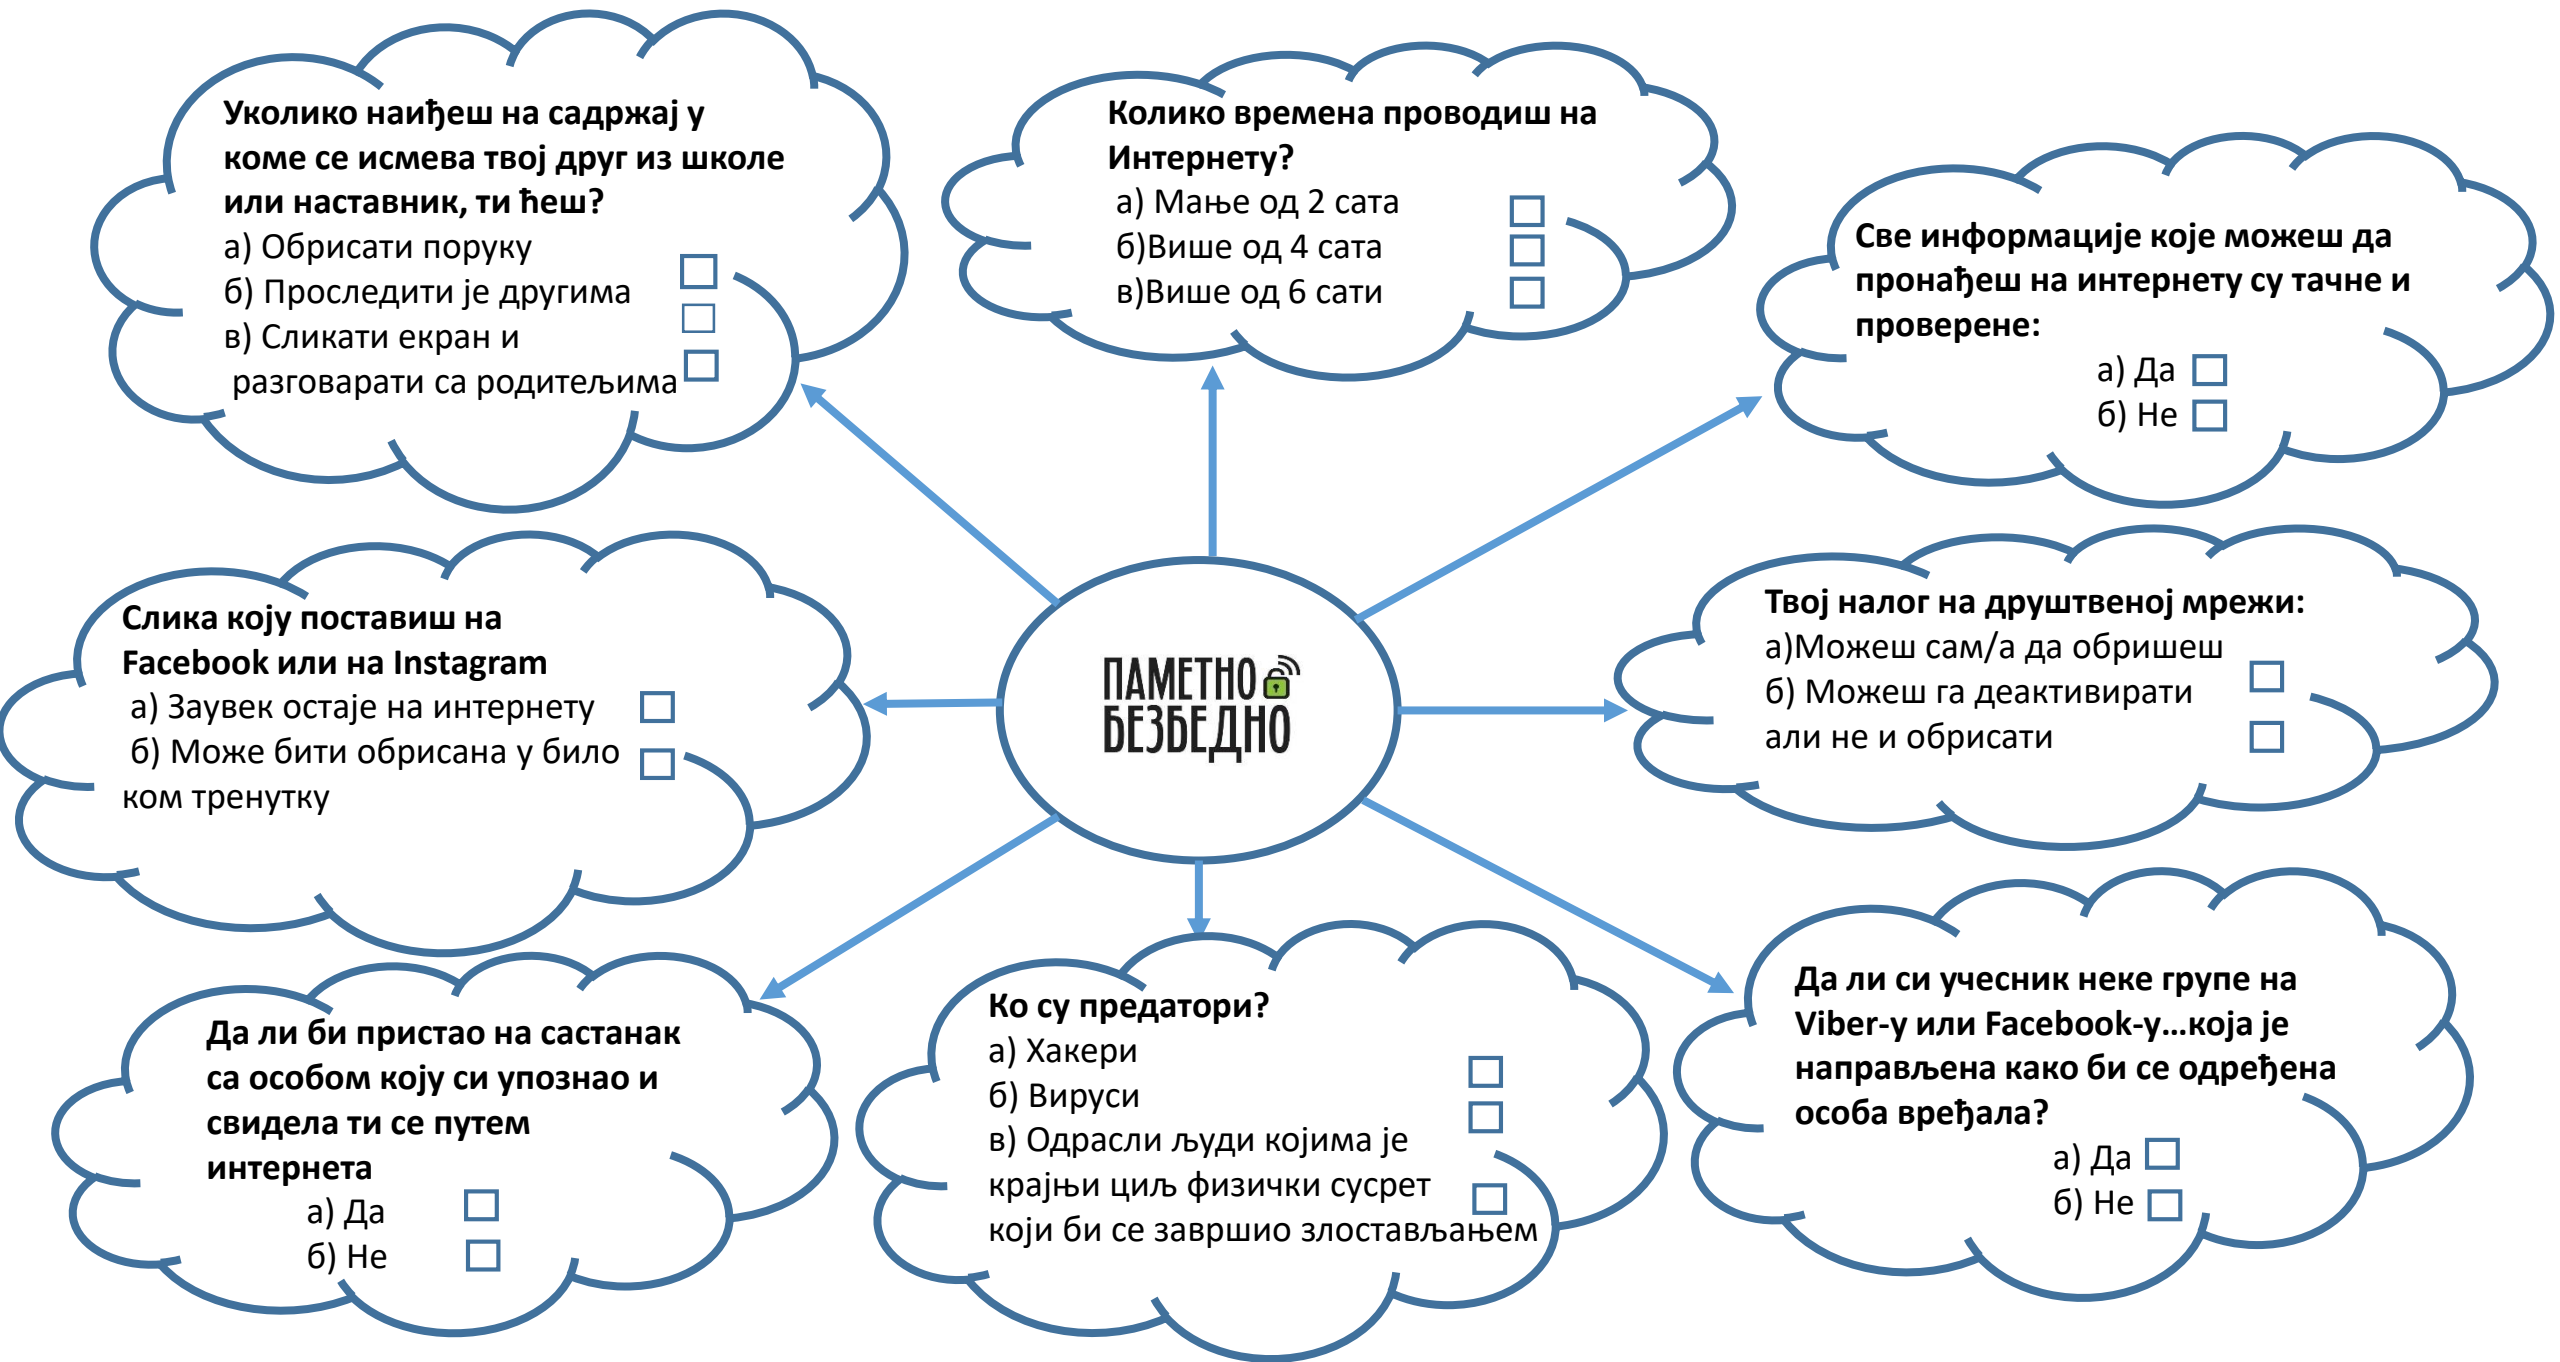 Уколико наиђеш на садржај у
коме се исмева твој друг из школе
или наставник, ти ћеш?
а) Обрисати поруку
б) Проследити је другима
в) Сликати екран и
разговарати са родитељима
Колико времена проводиш на
Интернету?
а) Мање од 2 сата
б)Више од 4 сата
в)Више од 6 сати
Све информације које можеш да
пронађеш на интернету су тачне и
проверене:
а) Да
б) Не
Слика коју поставиш на
Facebook или на Instagram
а) Заувек остаје на интернету
б) Може бити обрисана у било
ком тренутку
ПАМЕТНО
БЕЗБЕДНО
Твој налог на друштвеној мрежи:
а)Можеш сам/а да обришеш
б) Можеш га деактивирати
али не и обрисати
Да ли би пристао на састанак
са особом коју си упознао и
свидела ти се путем
интернета
а) Да
б) Не
Ко су предатори?
а) Хакери
б) Вируси
в) Одрасли људи којима је
крајњи циљ физички сусрет
који би се завршио злостављањем
Да ли си учесник неке групе на
Viber-у или Facebook-у...која је
направљена како би се одређена
особа вређала?
а) Да
б) Не